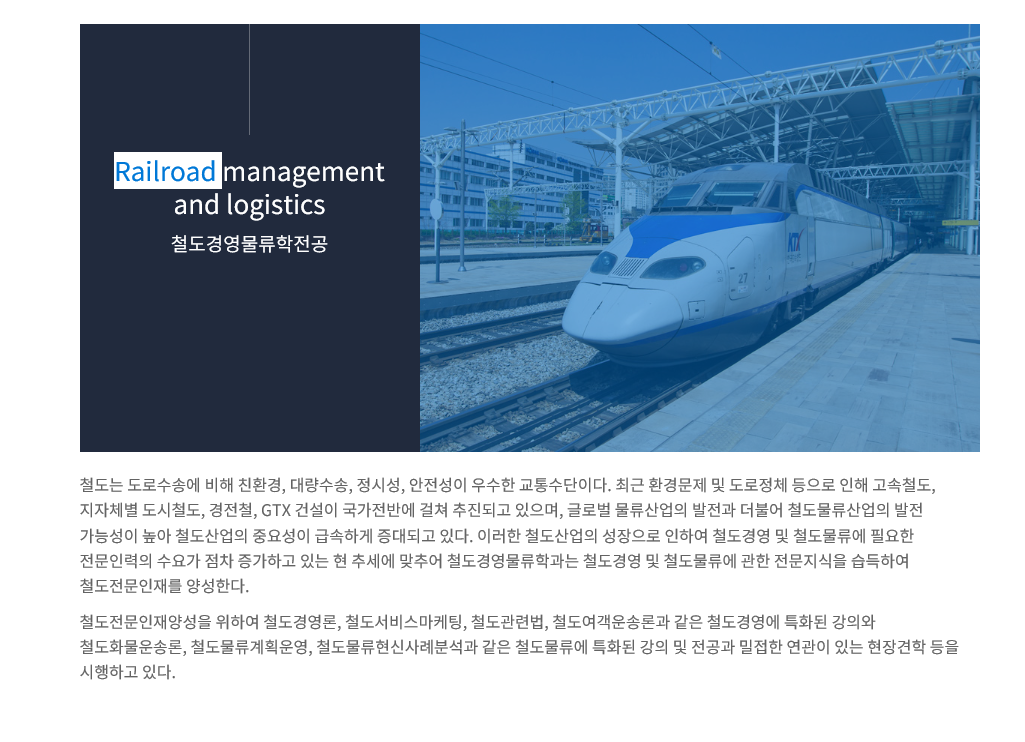 Railroad management
and logistics
철도경영물류학전공
KTX
27
철도는 도로수송에 비해 친환경, 대량수송, 정시성, 안전성이 우수한 교통수단이다. 최근 환경문제 및 도로정체 등으로 인해 고속철도,
지자체별 도시철도, 경전철, GTX 건설이 국가전반에 걸쳐 추진되고 있으며, 글로벌 물류산업의 발전과 더불어 철도물류산업의 발전
가능성이 높아 철도산업의 중요성이 급속하게 증대되고 있다. 이러한 철도산업의 성장으로 인하여 철도경영 및 철도물류에 필요한
전문인력의 수요가 점차 증가하고 있는 현 추세에 맞추어 철도경영물류학과는 철도경영 및 철도물류에 관한 전문지식을 습득하여
철도전문인재를 양성한다.
철도전문인재양성을 위하여 철도경영론, 철도서비스마케팅, 철도관련법, 철도여객운송론과 같은 철도경영에 특화된 강의와
철도화물운송론, 철도물류계획운영, 철도물류현신사례분석과 같은 철도물류에 특화된 강의 및 전공과 밀접한 연관이 있는 현장견학 등을
시행하고 있다.